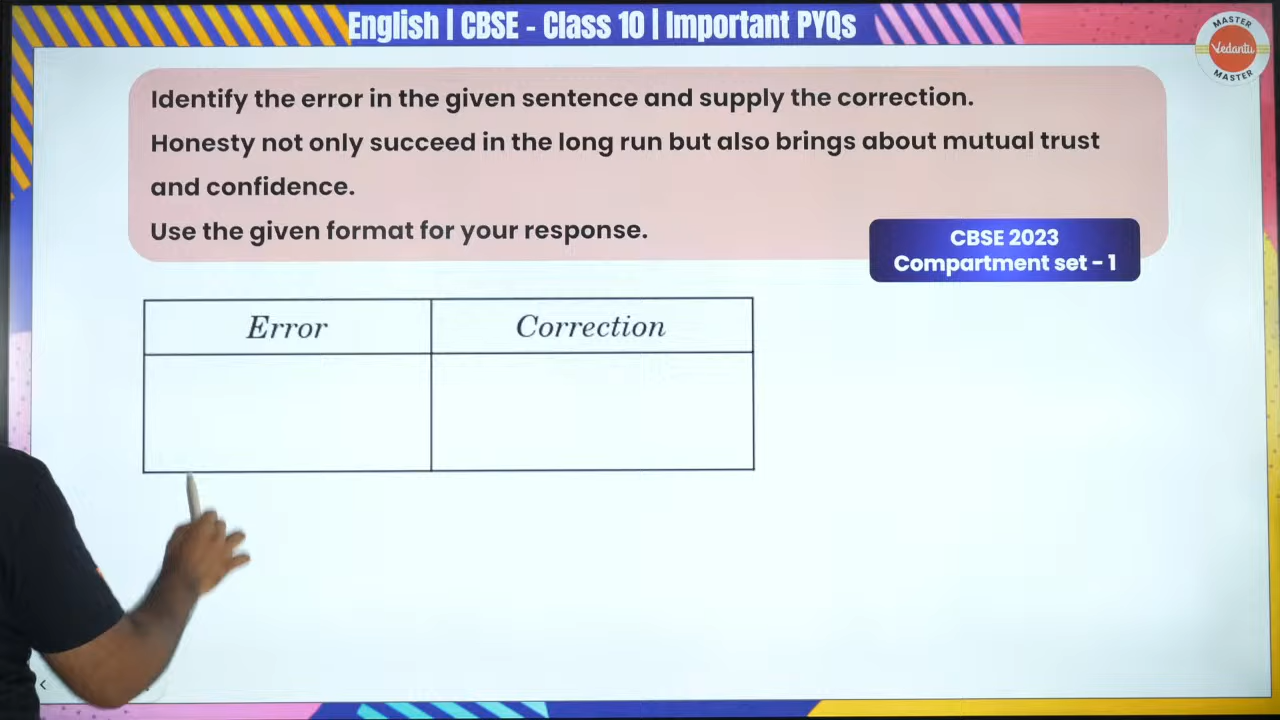 English | CBSE - Class 10 | Important PYQs
MASTER
Vedantu
MASTER
Identify the error in the given sentence and supply the correction.
Honesty not only succeed in the long run but also brings about mutual trust
and confidence.
Use the given format for your response.
CBSE 2023
Compartment set - 1
Error
Correction